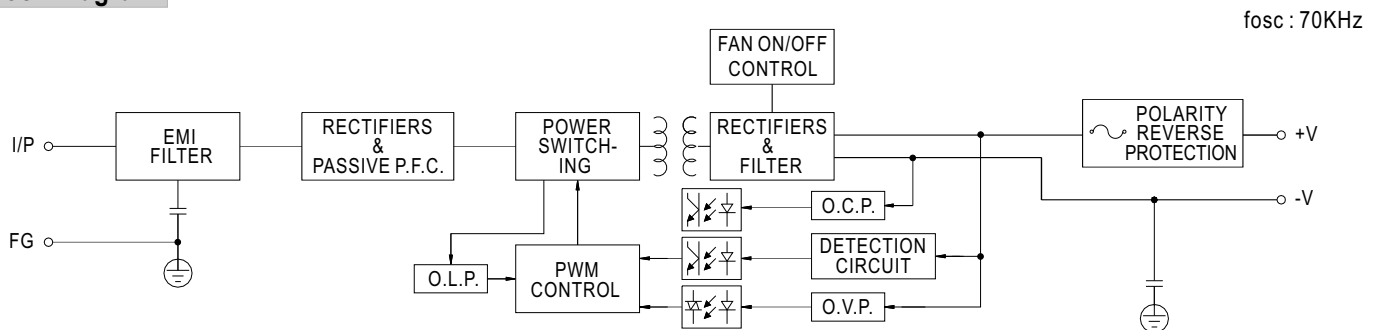 fosc : 70KHz
FAN ON/OFF
CONTROL
I/P
EMI
FILTER
RECTIFIERS
&
PASSIVE P.F.C.
POWER
SWITCH-
ING
RECTIFIERS
&
FILTER
POLARITY
REVERSE
PROTECTION
+V
-V
O.C.P.
FG
O.L.P.
PWM
CONTROL
DETECTION
CIRCUIT
O.V.P.